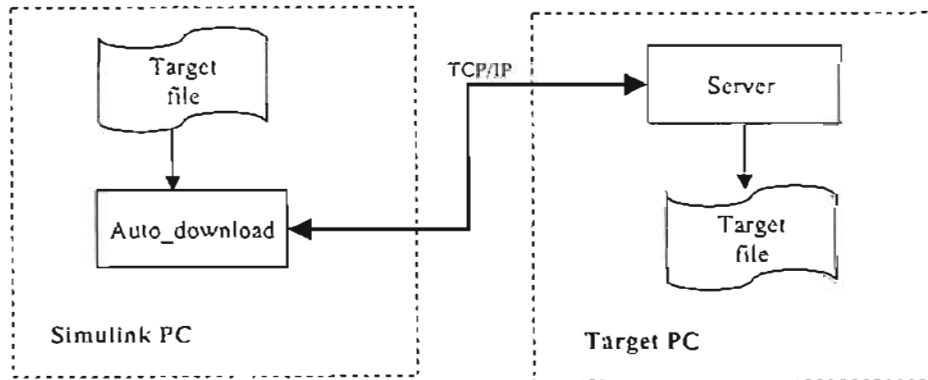 Target
file
TCP/IP
Server
Auto_download
Target
file
Simulink PC
Target PC